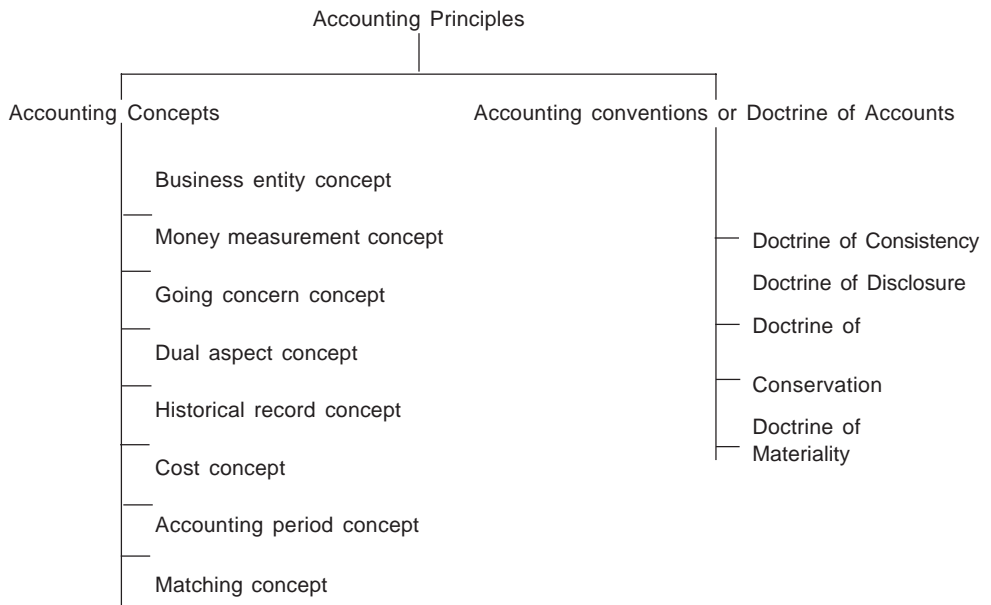 Accounting Principles
Accounting Concepts
Business entity concept
Money measurement concept
Going concern concept
Dual aspect concept
Historical record concept
Cost concept
Accounting period concept
Matching concept
Accounting conventions or Doctrine of Accounts
Doctrine of Consistency
Doctrine of Disclosure
Doctrine of
Conservation
Doctrine of
Materiality